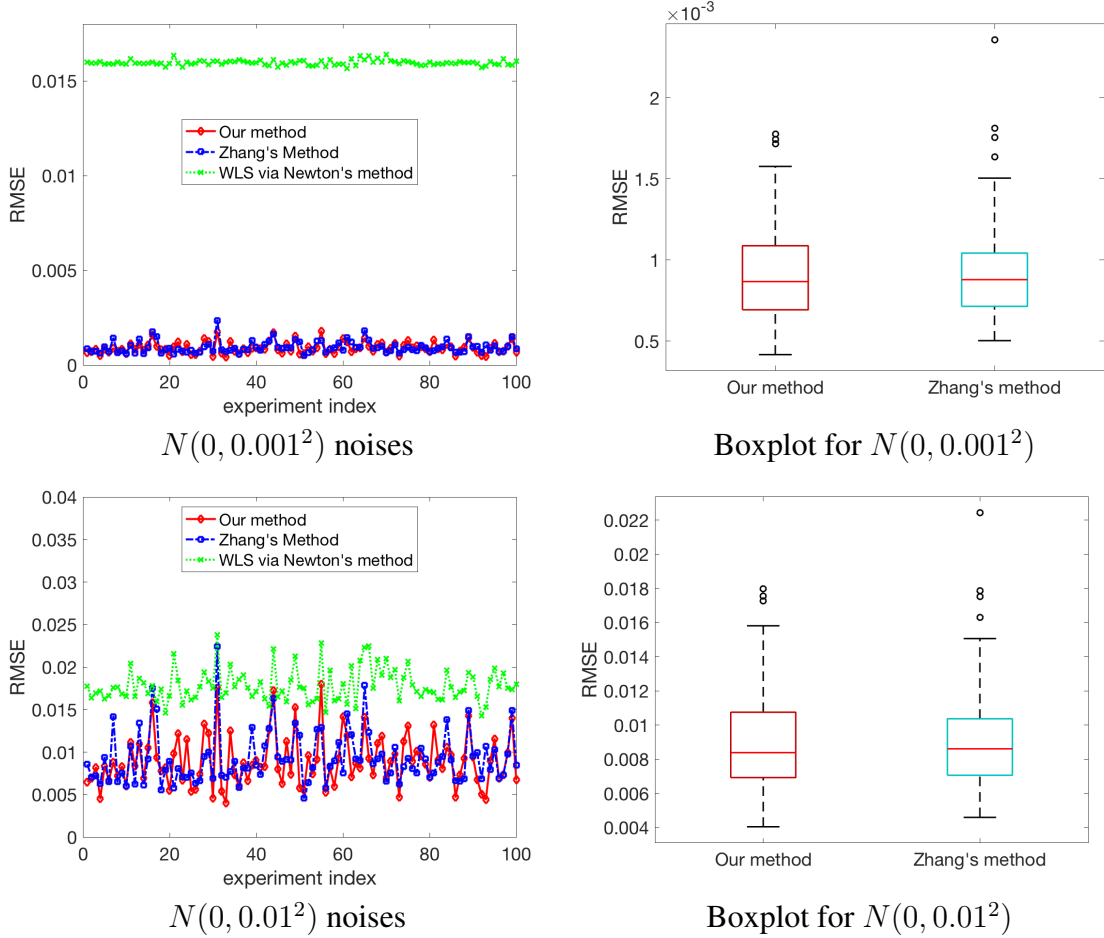 0.015
0.01
0.005
0
RMSE
Our method
Zhang's Method
WLS via Newton's method
0 20 40 60 80 100
experiment index
N(0, 0.001²) noises
×10⁻³
2
1.5
1
0.5
RMSE
Our method Zhang's method
Boxplot for N(0, 0.001²)
0.04
0.035
0.03
0.025
0.02
0.015
0.01
0.005
0
RMSE
Our method
Zhang's Method
WLS via Newton's method
0 20 40 60 80 100
experiment index
N(0, 0.01²) noises
0.022
0.02
0.018
0.016
0.014
0.012
0.01
0.008
0.006
0.004
RMSE
Our method Zhang's method
Boxplot for N(0, 0.01²)